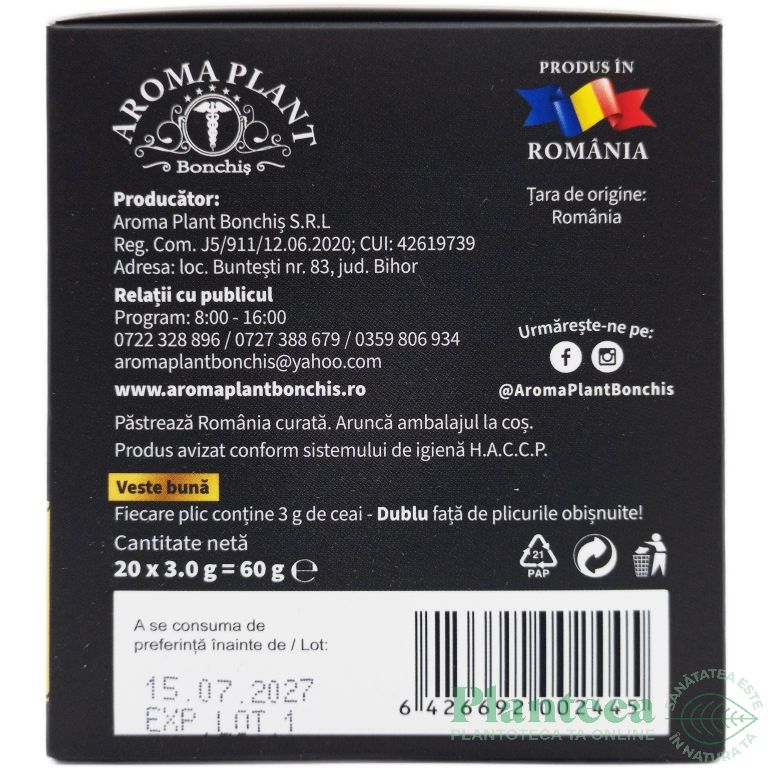 AROMA PLANT
Bonchiș
PRODUS ÎN
ROMÂNIA
Țara de origine:
România
Producător:
Aroma Plant Bonchiș S.R.L
Reg. Com. J5/911/12.06.2020; CUI: 42619739
Adresa: loc. Buntești nr. 83, jud. Bihor
Relații cu publicul
Program: 8:00 - 16:00
0722 328 896 / 0727 388 679 / 0359 806 934
aromaplantbonchis@yahoo.com
www.aromaplantbonchis.ro
Urmărește-ne pe:
@AromaPlantBonchis
Păstrează România curată. Aruncă ambalajul la coș.
Produs avizat conform sistemului de igienă H.A.C.C.P.
Veste bună
Fiecare plic conține 3 g de ceai - Dublu față de plicurile obișnuite!
Cantitate netă
20 x 3.0 g = 60 g ℮
21
PAP
A se consuma de
preferință înainte de / Lot:
15.07.2027
EXP LOT 1
6 426692 002445
Planteea
PLANTOTECA TA ONLINE
SĂNĂTATEA ESTE
ÎN NATURA TA